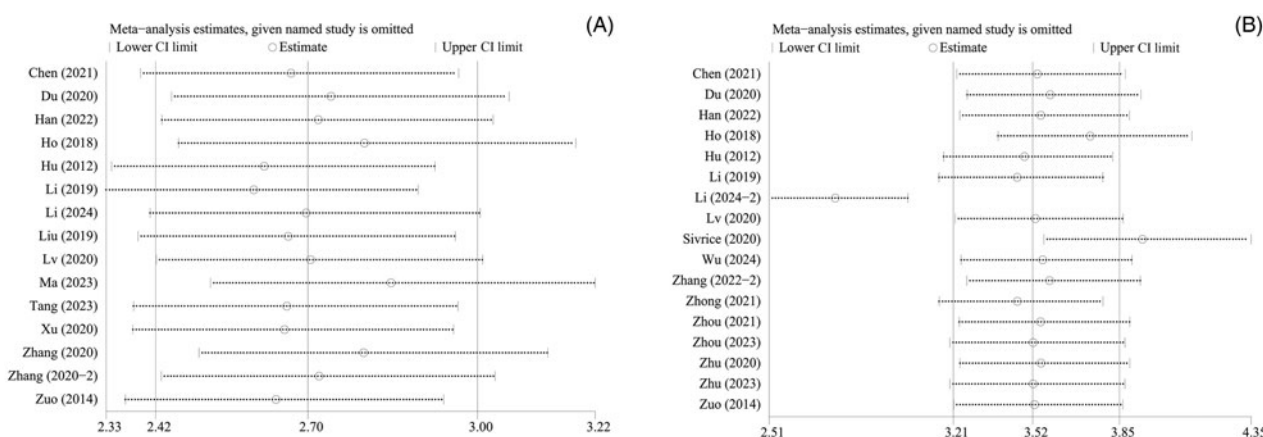 Meta−analysis estimates, given named study is omitted
(A)
Lower CI limit Estimate Upper CI limit
Chen (2021)
Du (2020)
Han (2022)
Ho (2018)
Hu (2012)
Li (2019)
Li (2024)
Liu (2019)
Lv (2020)
Ma (2023)
Tang (2023)
Xu (2020)
Zhang (2020)
Zhang (2020−2)
Zuo (2014)
2.33 2.42 2.70 3.00 3.22
Meta−analysis estimates, given named study is omitted
(B)
Lower CI limit Estimate Upper CI limit
Chen (2021)
Du (2020)
Han (2022)
Ho (2018)
Hu (2012)
Li (2019)
Li (2024−2)
Lv (2020)
Sivrice (2020)
Wu (2024)
Zhang (2022−2)
Zhong (2021)
Zhou (2021)
Zhou (2023)
Zhu (2020)
Zhu (2023)
Zuo (2014)
2.51 3.21 3.52 3.85 4.35